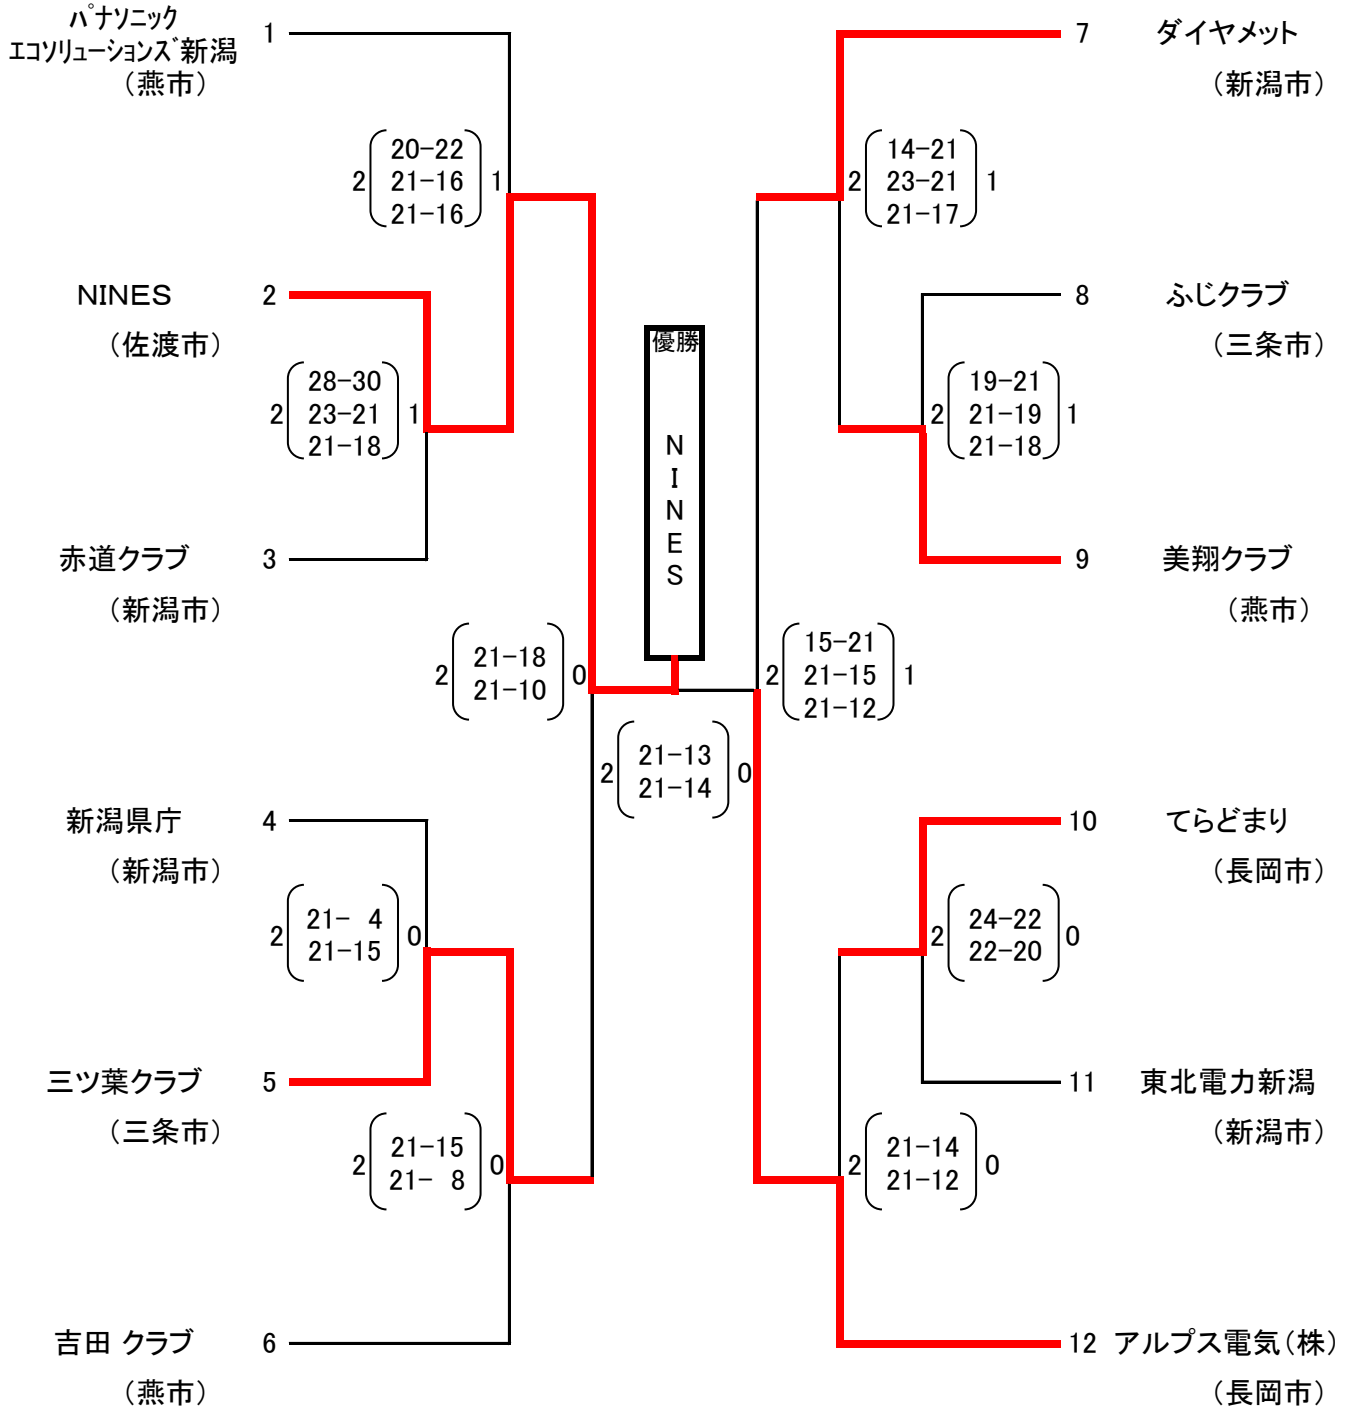 パナソニック
エコソリューションズ新潟
（燕市）
1
20-22
2 21-16 1
21-16
NINES
2
（佐渡市）
28-30
2 23-21 1
21-18
赤道クラブ
3
（新潟市）
2 21-18 0
21-10
新潟県庁
4
（新潟市）
2 21- 4 0
21-15
三ツ葉クラブ
5
（三条市）
2 21-15 0
21- 8
吉田 クラブ
6
（燕市）
優勝
N
I
N
E
S
2 21-13 0
21-14
7 ダイヤメット
（新潟市）
14-21
2 23-21 1
21-17
8 ふじクラブ
（三条市）
19-21
2 21-19 1
21-18
9 美翔クラブ
（燕市）
15-21
2 21-15 1
21-12
10 てらどまり
（長岡市）
2 24-22 0
22-20
11 東北電力新潟
（新潟市）
2 21-14 0
21-12
12 アルプス電気（株）
（長岡市）